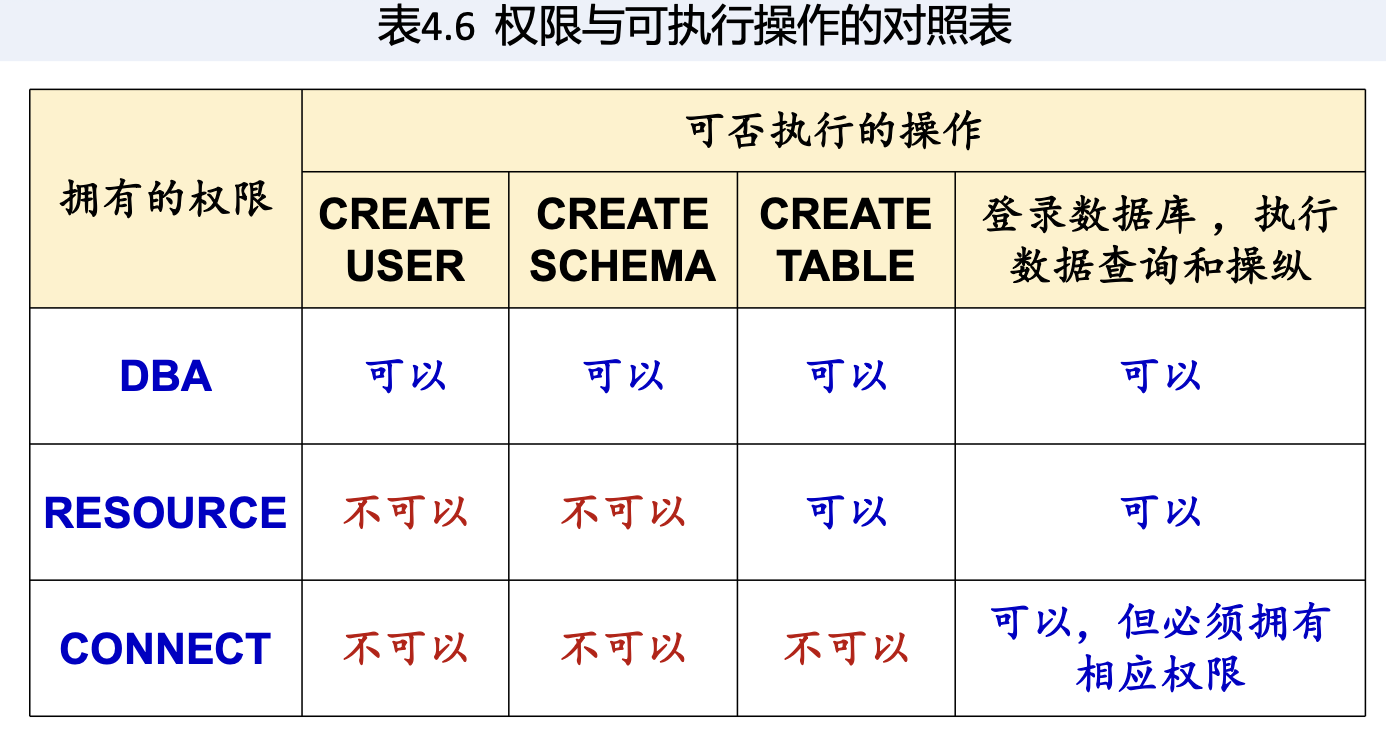 表4.6 权限与可执行操作的对照表
拥有的权限
可否执行的操作
CREATE
USER
CREATE
SCHEMA
CREATE
TABLE
登录数据库，执行
数据查询和操纵
DBA
可以
可以
可以
可以
RESOURCE
不可以
不可以
可以
可以
CONNECT
不可以
不可以
不可以
可以，但必须拥有
相应权限